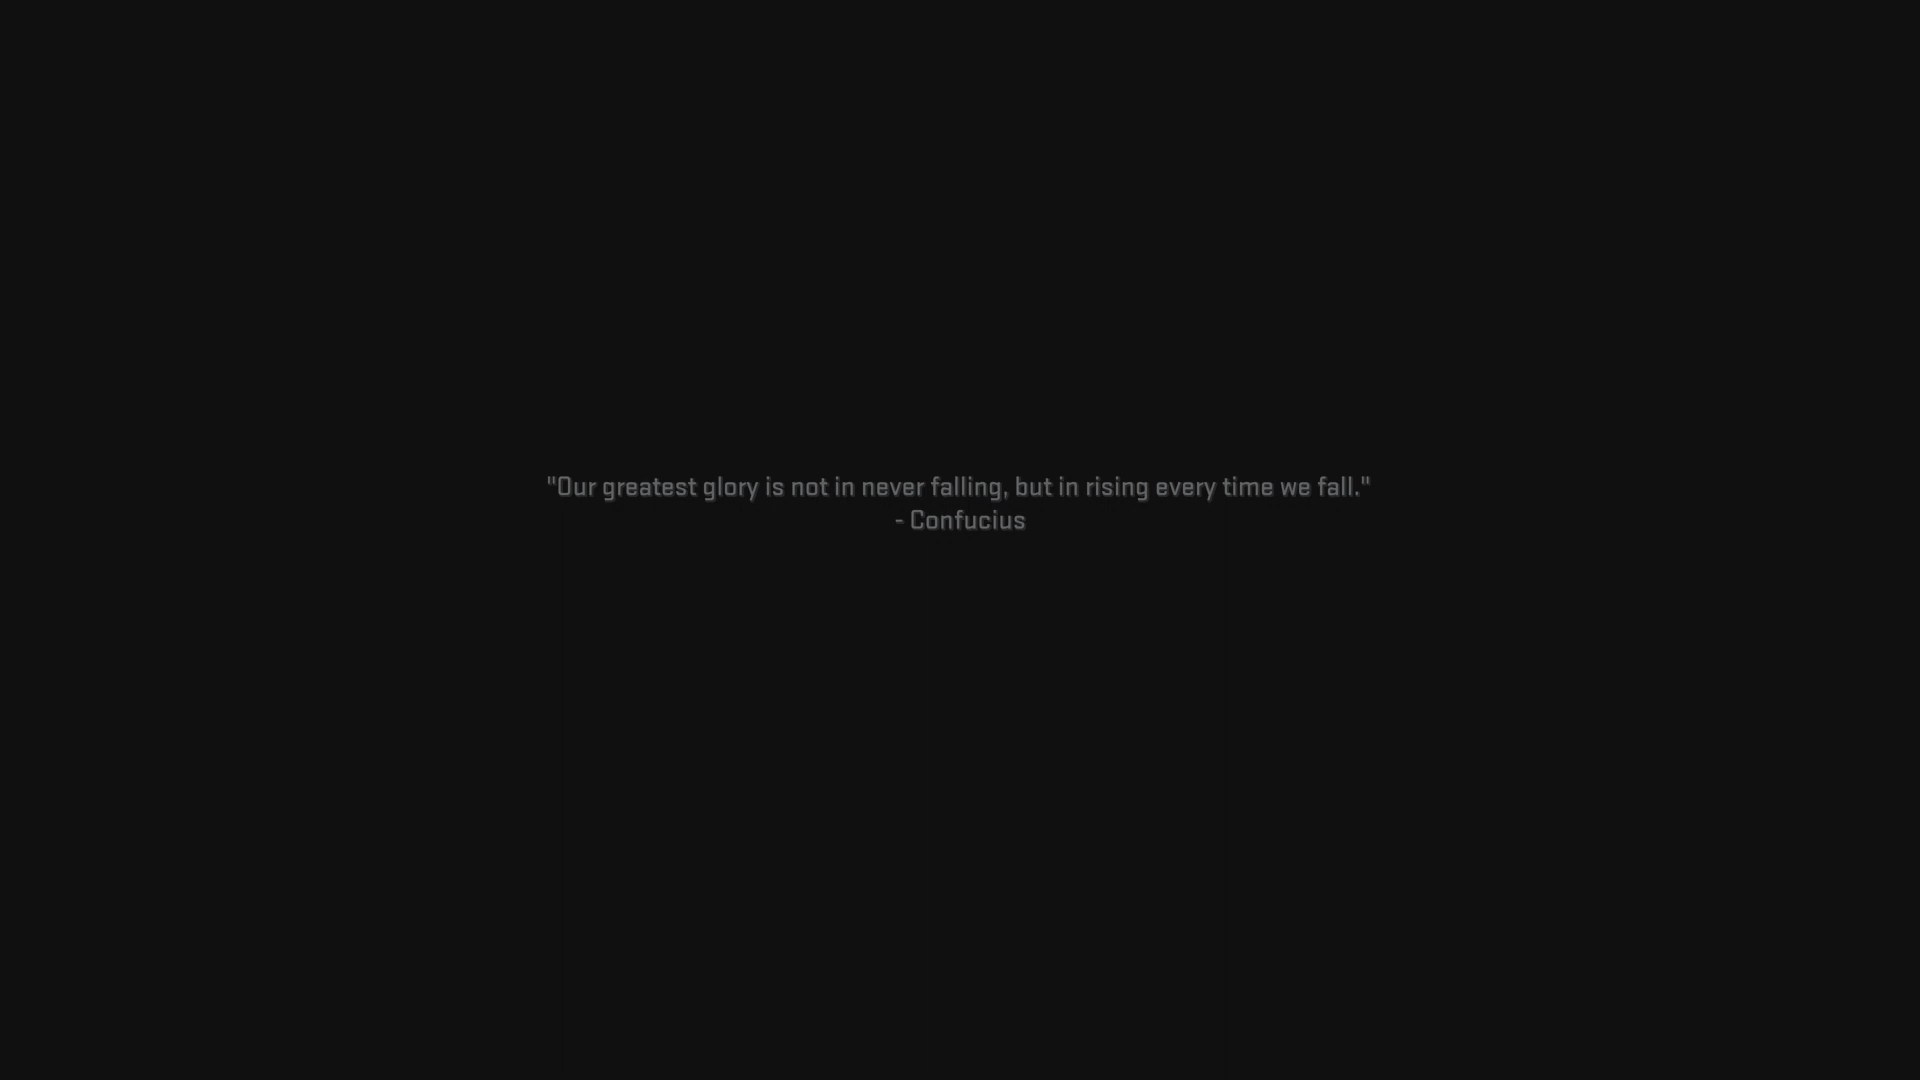 "Our greatest glory is not in never falling, but in rising every time we fall."
- Confucius